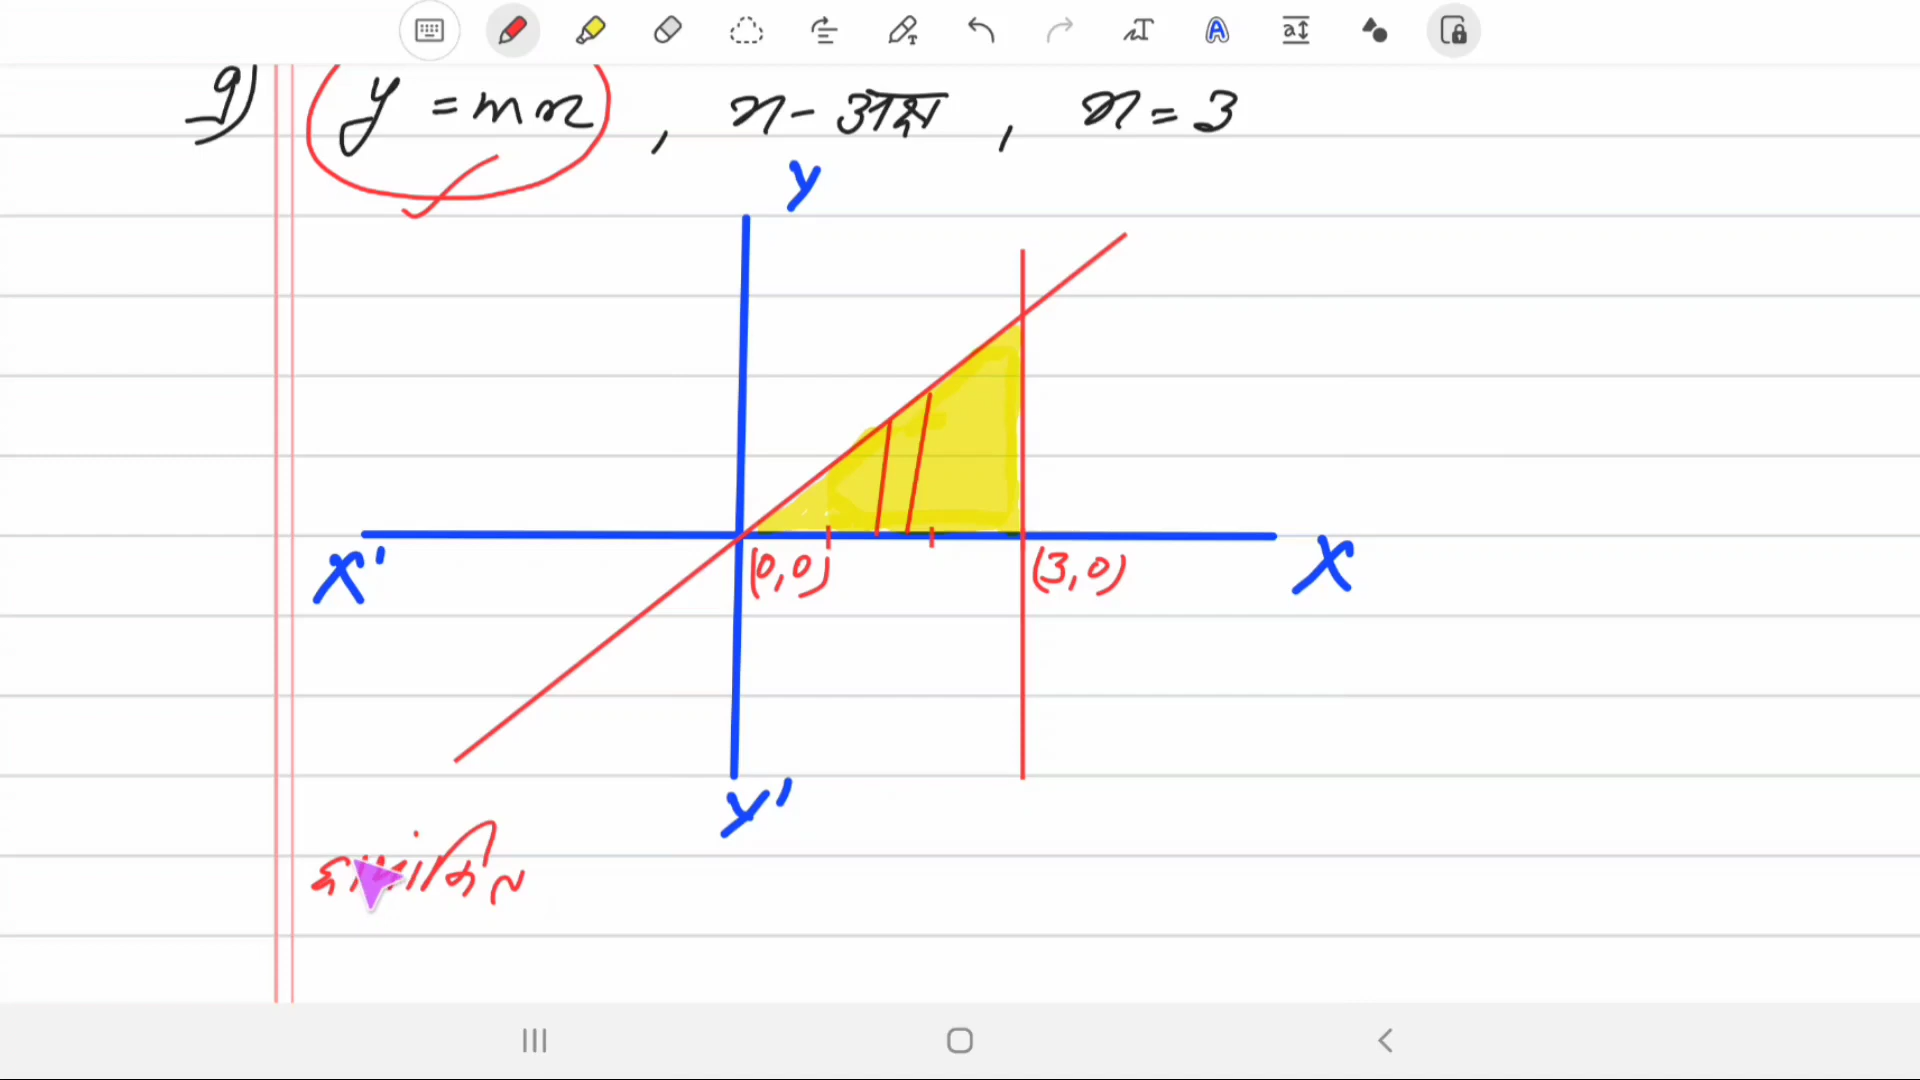 9) y = mx , x - अक्ष , x = 3
Y
(0,0) (3,0)
X' X
Y'